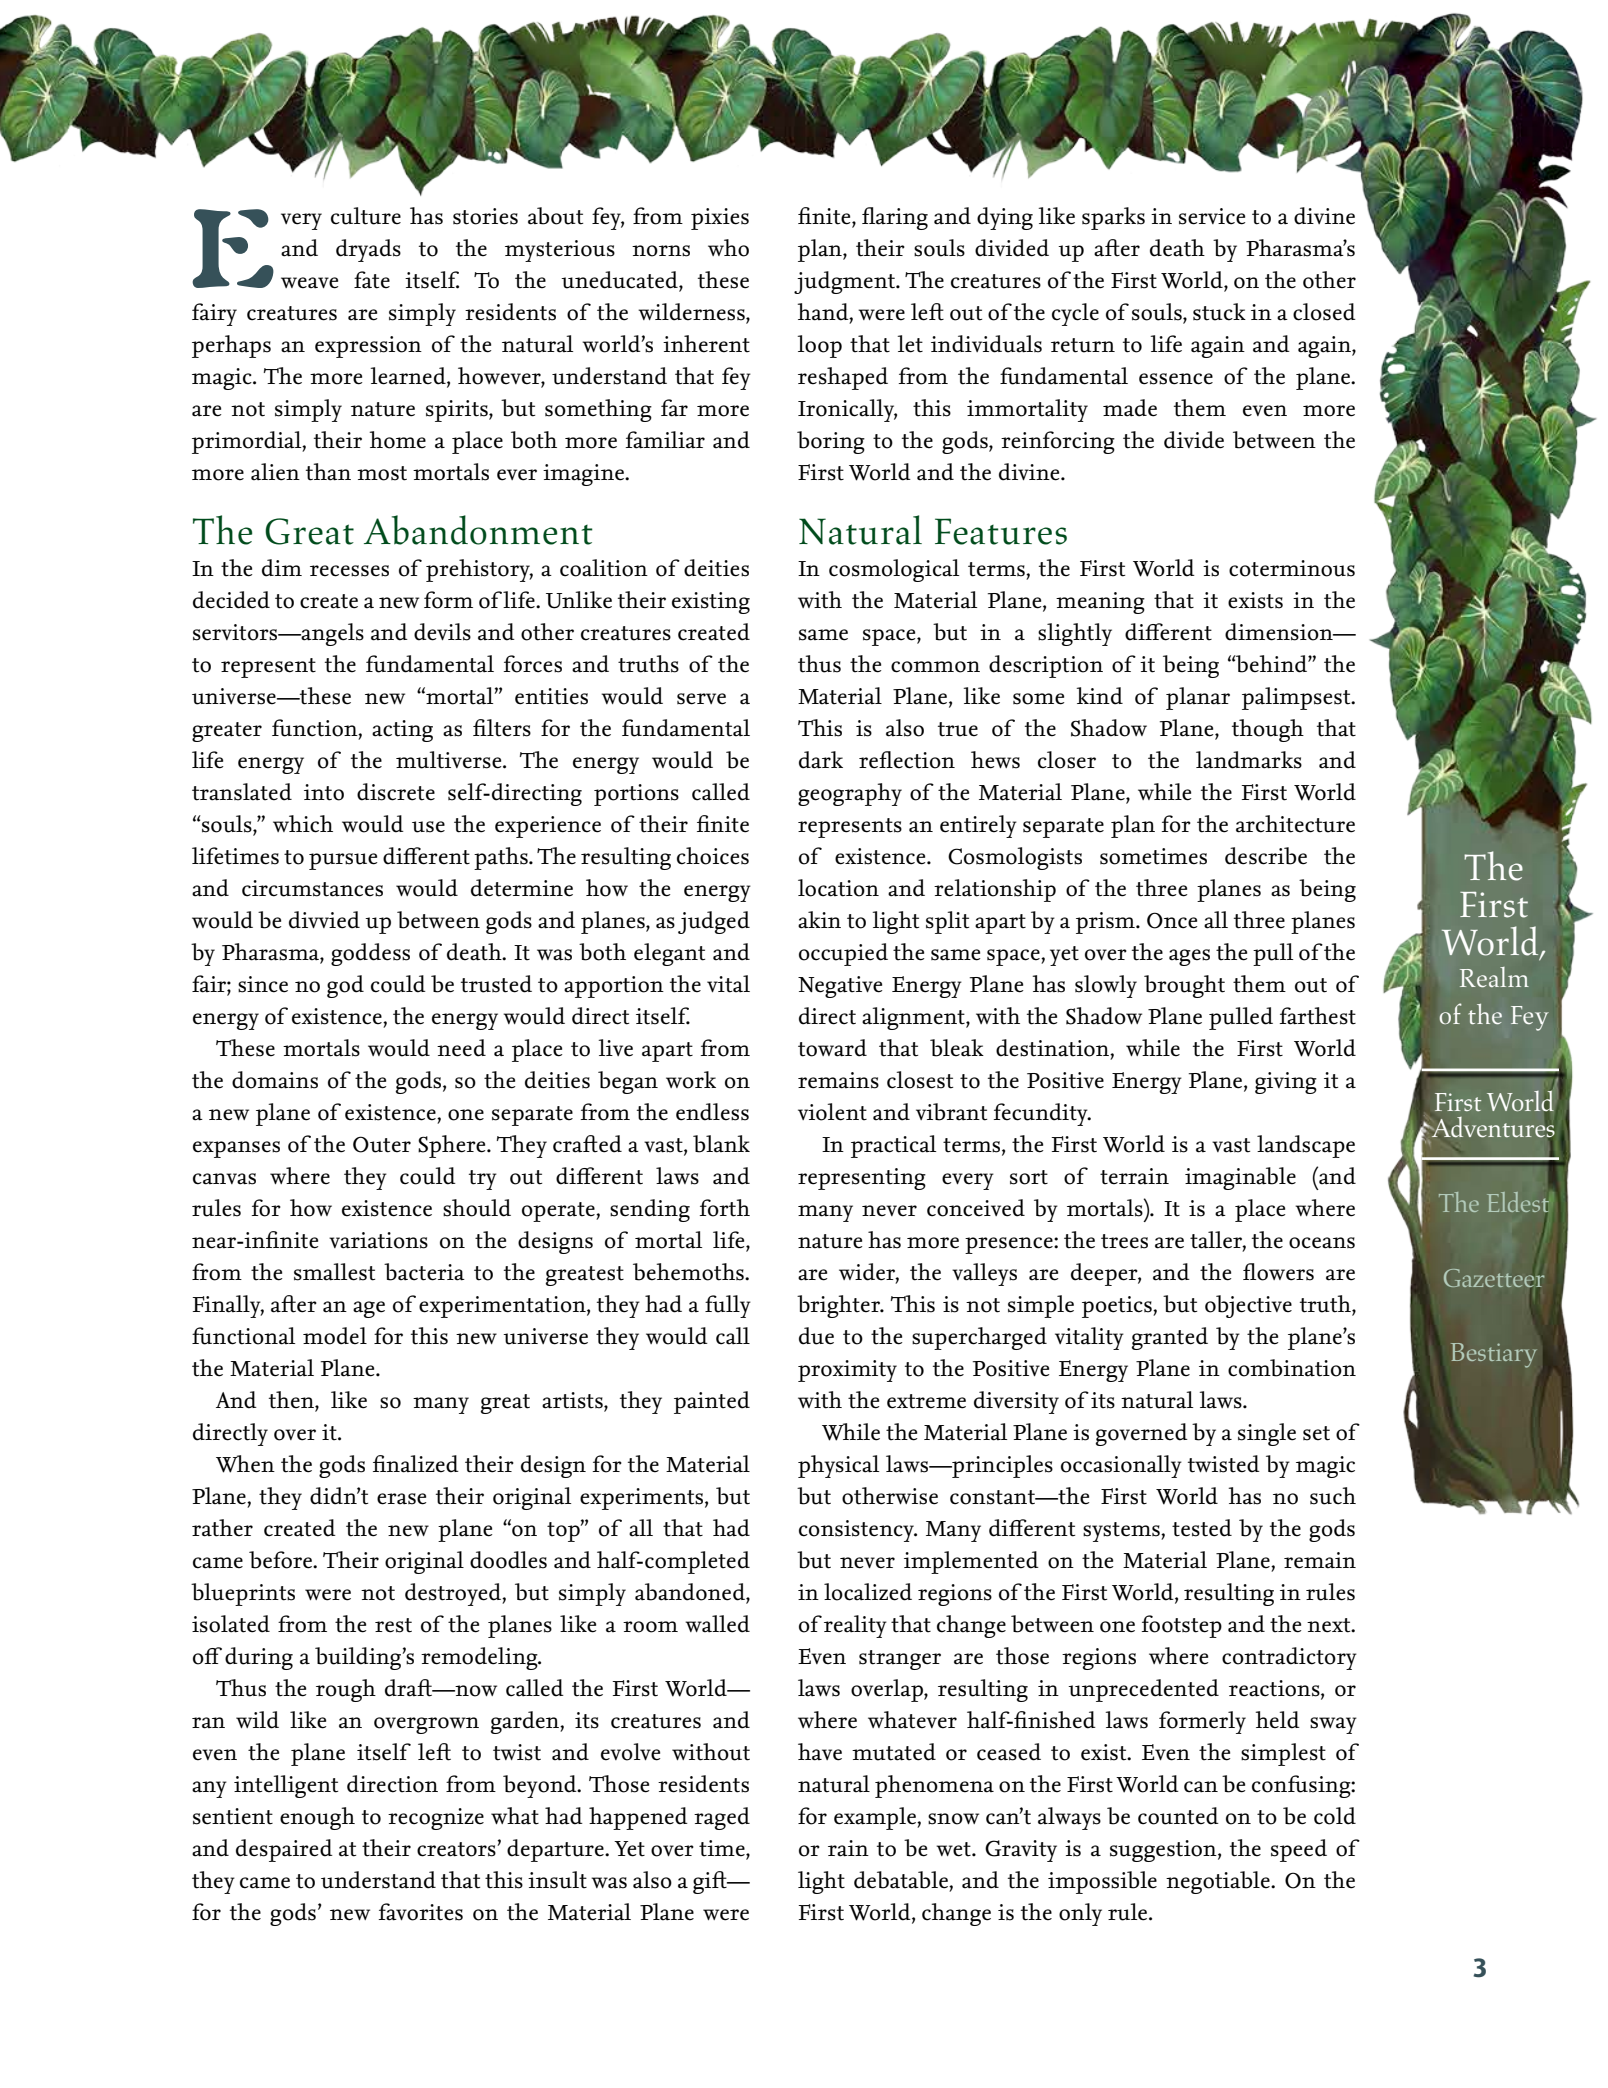 Every culture has stories about fey, from pixies
and dryads to the mysterious norns who
weave fate itself. To the uneducated, these
fairy creatures are simply residents of the wilderness,
perhaps an expression of the natural world's inherent
magic. The more learned, however, understand that fey
are not simply nature spirits, but something far more
primordial, their home a place both more familiar and
more alien than most mortals ever imagine.
The Great Abandonment
In the dim recesses of prehistory, a coalition of deities
decided to create a new form of life. Unlike their existing
servitors—angels and devils and other creatures created
to represent the fundamental forces and truths of the
universe—these new “mortal” entities would serve a
greater function, acting as filters for the fundamental
life energy of the multiverse. The energy would be
translated into discrete self-directing portions called
“souls,” which would use the experience of their finite
lifetimes to pursue different paths. The resulting choices
and circumstances would determine how the energy
would be divvied up between gods and planes, as judged
by Pharasma, goddess of death. It was both elegant and
fair; since no god could be trusted to apportion the vital
energy of existence, the energy would direct itself.
These mortals would need a place to live apart from
the domains of the gods, so the deities began work on
a new plane of existence, one separate from the endless
expanses of the Outer Sphere. They crafted a vast, blank
canvas where they could try out different laws and
rules for how existence should operate, sending forth
near-infinite variations on the designs of mortal life,
from the smallest bacteria to the greatest behemoths.
Finally, after an age of experimentation, they had a fully
functional model for this new universe they would call
the Material Plane.
And then, like so many great artists, they painted
directly over it.
When the gods finalized their design for the Material
Plane, they didn't erase their original experiments, but
rather created the new plane “on top” of all that had
came before. Their original doodles and half-completed
blueprints were not destroyed, but simply abandoned,
isolated from the rest of the planes like a room walled
off during a building's remodeling.
Thus the rough draft—now called the First World—
ran wild like an overgrown garden, its creatures and
even the plane itself left to twist and evolve without
any intelligent direction from beyond. Those residents
sentient enough to recognize what had happened raged
and despaired at their creators' departure. Yet over time,
they came to understand that this insult was also a gift—
for the gods' new favorites on the Material Plane were
finite, flaring and dying like sparks in service to a divine
plan, their souls divided up after death by Pharasma's
judgment. The creatures of the First World, on the other
hand, were left out of the cycle of souls, stuck in a closed
loop that let individuals return to life again and again,
reshaped from the fundamental essence of the plane.
Ironically, this immortality made them even more
boring to the gods, reinforcing the divide between the
First World and the divine.
Natural Features
In cosmological terms, the First World is coterminous
with the Material Plane, meaning that it exists in the
same space, but in a slightly different dimension—
thus the common description of it being “behind” the
Material Plane, like some kind of planar palimpsest.
This is also true of the Shadow Plane, though that
dark reflection hews closer to the landmarks and
geography of the Material Plane, while the First World
represents an entirely separate plan for the architecture
of existence. Cosmologists sometimes describe the
location and relationship of the three planes as being
akin to light split apart by a prism. Once all three planes
occupied the same space, yet over the ages the pull of the
Negative Energy Plane has slowly brought them out of
direct alignment, with the Shadow Plane pulled farthest
toward that bleak destination, while the First World
remains closest to the Positive Energy Plane, giving it a
violent and vibrant fecundity.
In practical terms, the First World is a vast landscape
representing every sort of terrain imaginable (and
many never conceived by mortals). It is a place where
nature has more presence: the trees are taller, the oceans
are wider, the valleys are deeper, and the flowers are
brighter. This is not simple poetics, but objective truth,
due to the supercharged vitality granted by the plane's
proximity to the Positive Energy Plane in combination
with the extreme diversity of its natural laws.
While the Material Plane is governed by a single set of
physical laws—principles occasionally twisted by magic
but otherwise constant—the First World has no such
consistency. Many different systems, tested by the gods
but never implemented on the Material Plane, remain
in localized regions of the First World, resulting in rules
of reality that change between one footstep and the next.
Even stranger are those regions where contradictory
laws overlap, resulting in unprecedented reactions, or
where whatever half-finished laws formerly held sway
have mutated or ceased to exist. Even the simplest of
natural phenomena on the First World can be confusing:
for example, snow can't always be counted on to be cold
or rain to be wet. Gravity is a suggestion, the speed of
light debatable, and the impossible negotiable. On the
First World, change is the only rule.
The
First
World,
Realm
of the Fey
First World
Adventures
The Eldest
Gazetteer
Bestiary
3